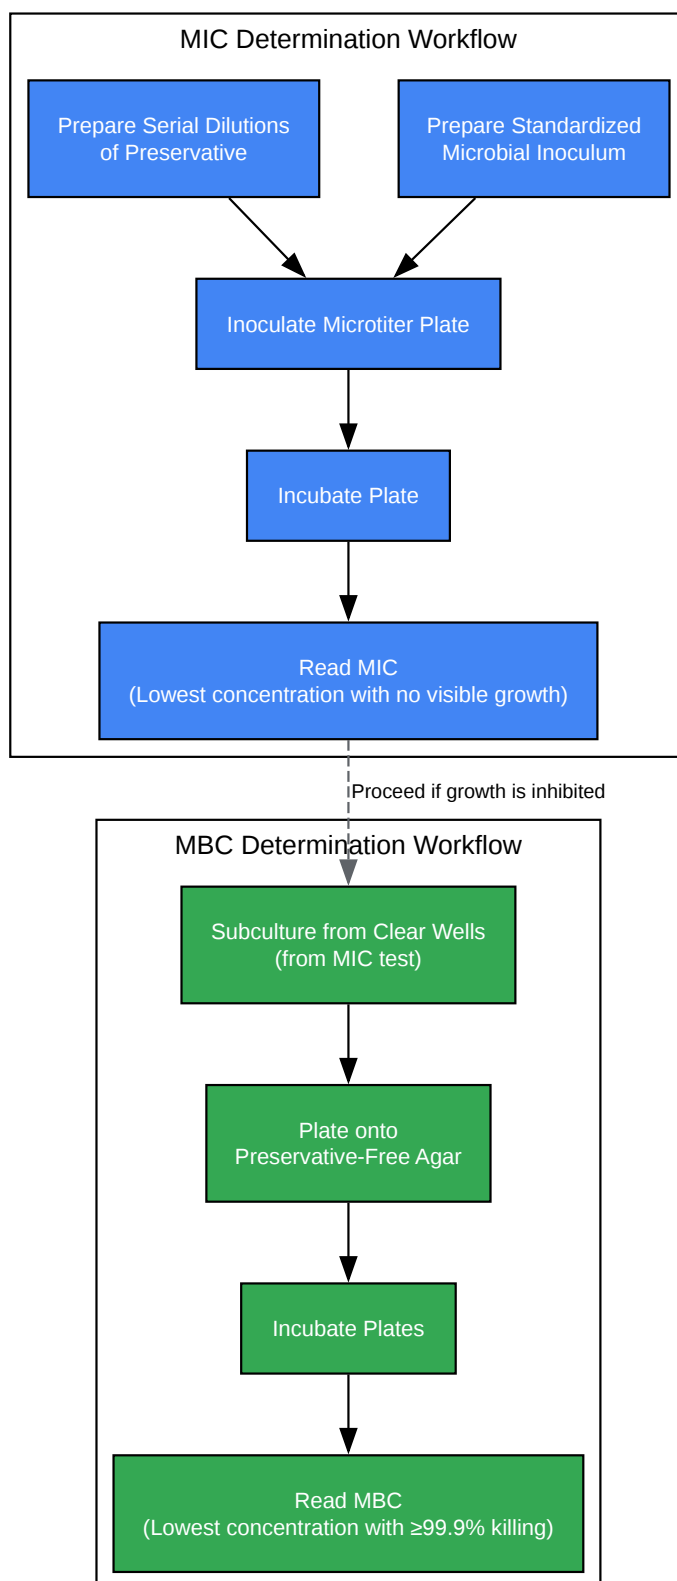 MIC Determination Workflow
Prepare Serial Dilutions
of Preservative
Prepare Standardized
Microbial Inoculum
Inoculate Microtiter Plate
Incubate Plate
Read MIC
(Lowest concentration with no visible growth)
Proceed if growth is inhibited
MBC Determination Workflow
Subculture from Clear Wells
(from MIC test)
Plate onto
Preservative-Free Agar
Incubate Plates
Read MBC
(Lowest concentration with ≥99.9% killing)